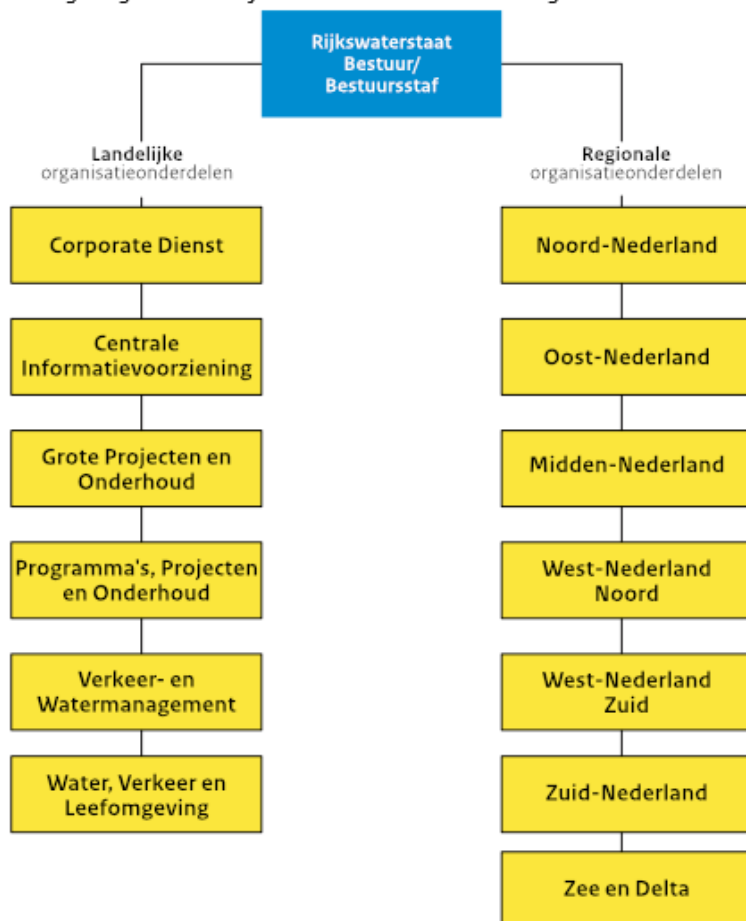 Rijkswaterstaat
Bestuur/
Bestuursstaf
Landelijke
organisatieonderdelen
Corporate Dienst
Centrale
Informatievoorziening
Grote Projecten en
Onderhoud
Programma's, Projecten
en Onderhoud
Verkeer- en
Watermanagement
Water, Verkeer en
Leefomgeving
Regionale
organisatieonderdelen
Noord-Nederland
Oost-Nederland
Midden-Nederland
West-Nederland
Noord
West-Nederland
Zuid
Zuid-Nederland
Zee en Delta